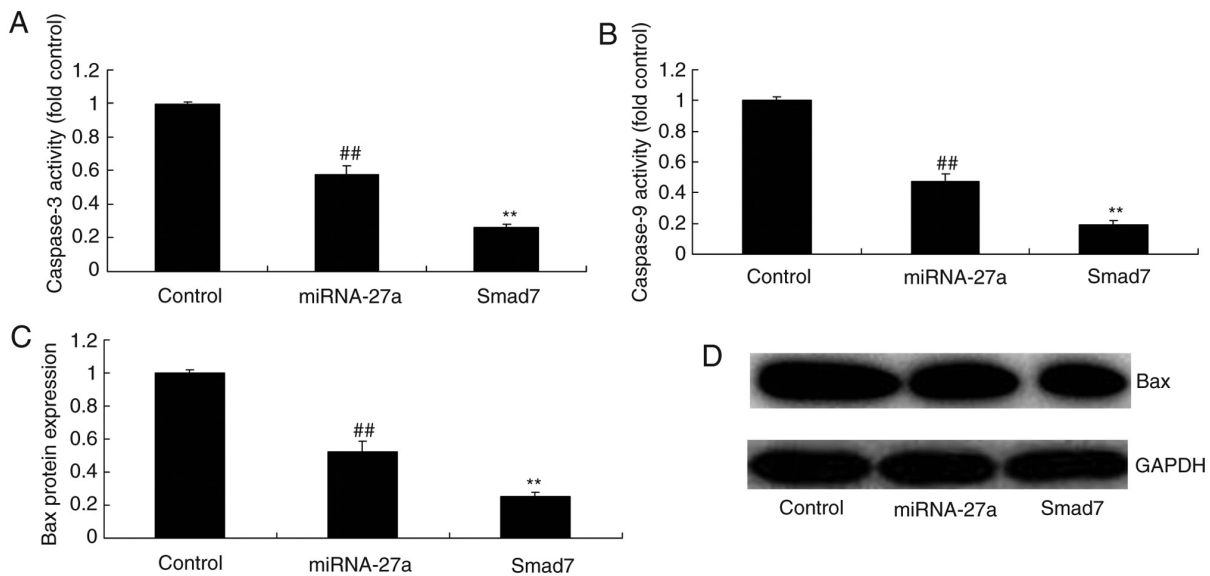 A
Caspase-3 activity (fold control)
1.2
1
0.8
0.6
0.4
0.2
0
##
**
Control miRNA-27a Smad7
B
Caspase-9 activity (fold control)
1.2
1
0.8
0.6
0.4
0.2
0
##
**
Control miRNA-27a Smad7
C
Bax protein expression
1.2
1
0.8
0.6
0.4
0.2
0
##
**
Control miRNA-27a Smad7
D
Bax
GAPDH
Control miRNA-27a Smad7